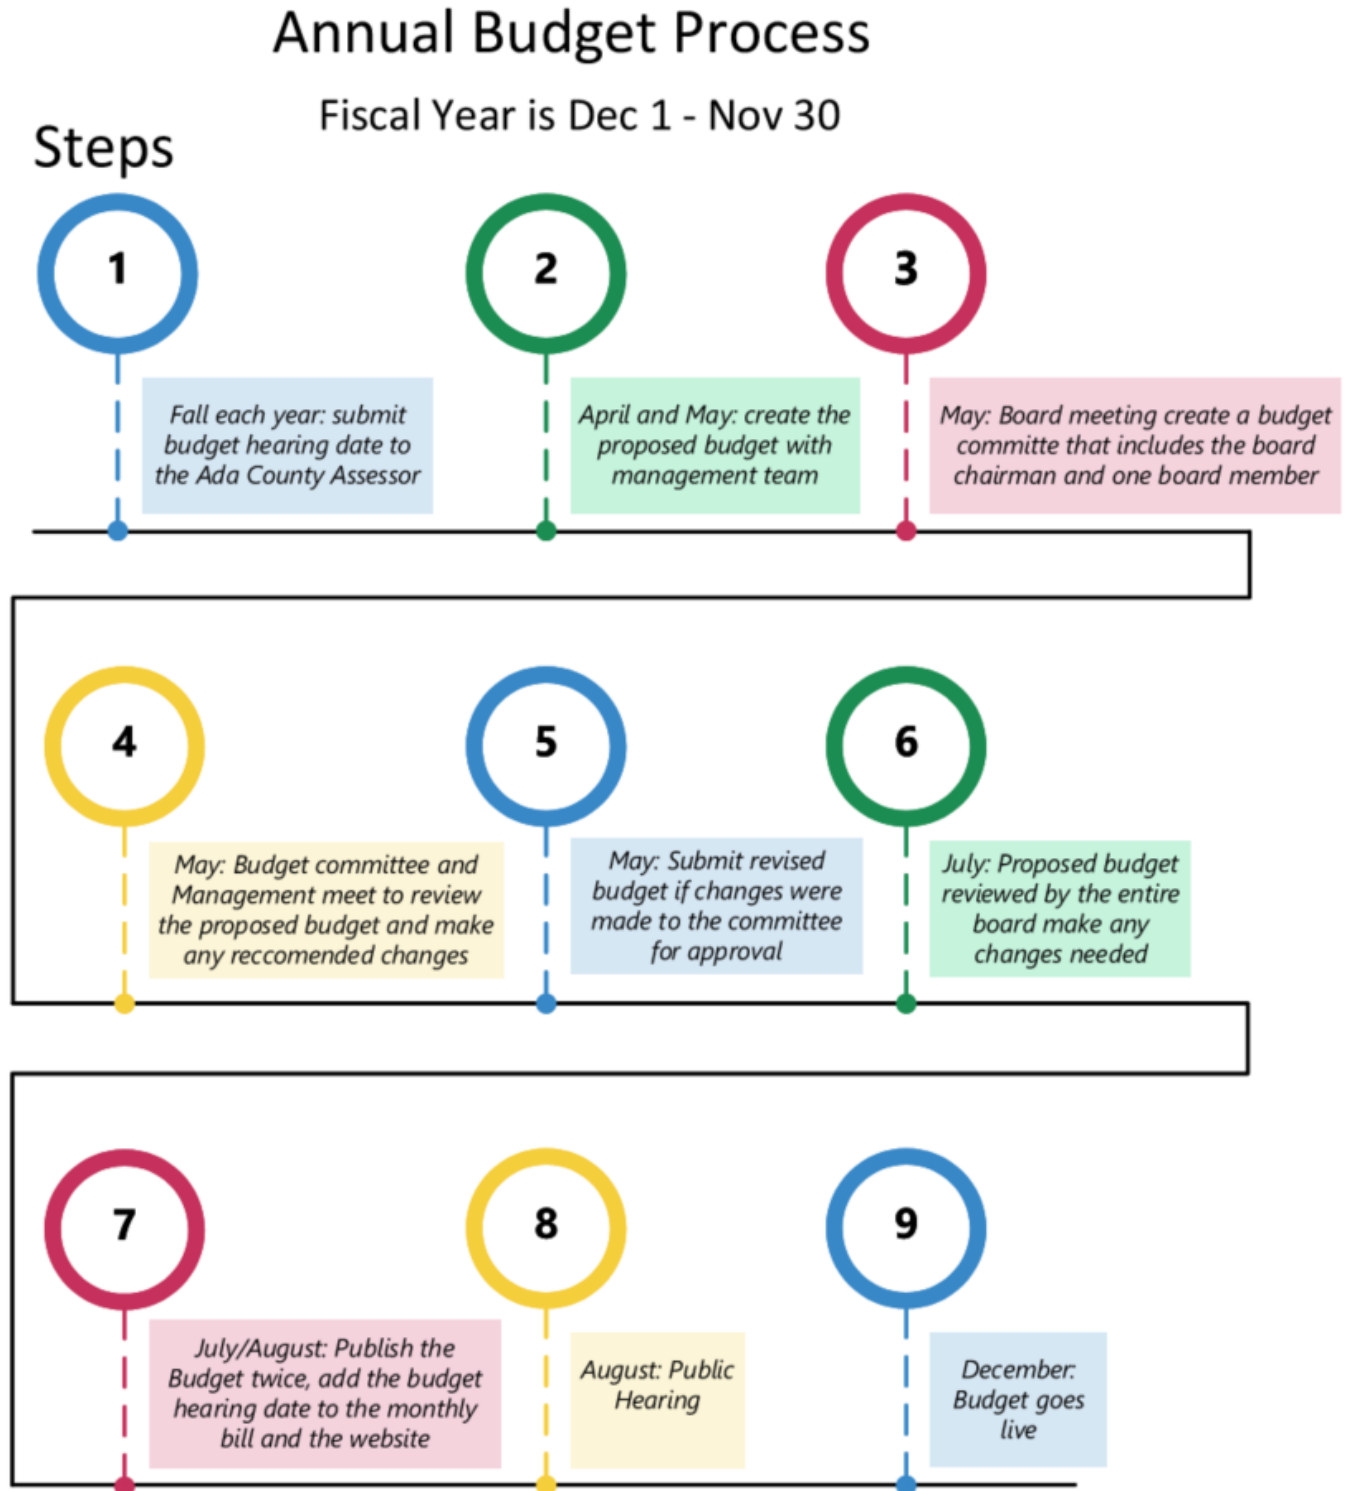 Annual Budget Process
Fiscal Year is Dec 1 - Nov 30
Steps
1
Fall each year: submit
budget hearing date to
the Ada County Assessor
2
April and May: create the
proposed budget with
management team
3
May: Board meeting create a budget
committe that includes the board
chairman and one board member
4
May: Budget committee and
Management meet to review
the proposed budget and make
any reccomended changes
5
May: Submit revised
budget if changes were
made to the committee
for approval
6
July: Proposed budget
reviewed by the entire
board make any
changes needed
7
July/August: Publish the
Budget twice, add the budget
hearing date to the monthly
bill and the website
8
August: Public
Hearing
9
December:
Budget goes
live